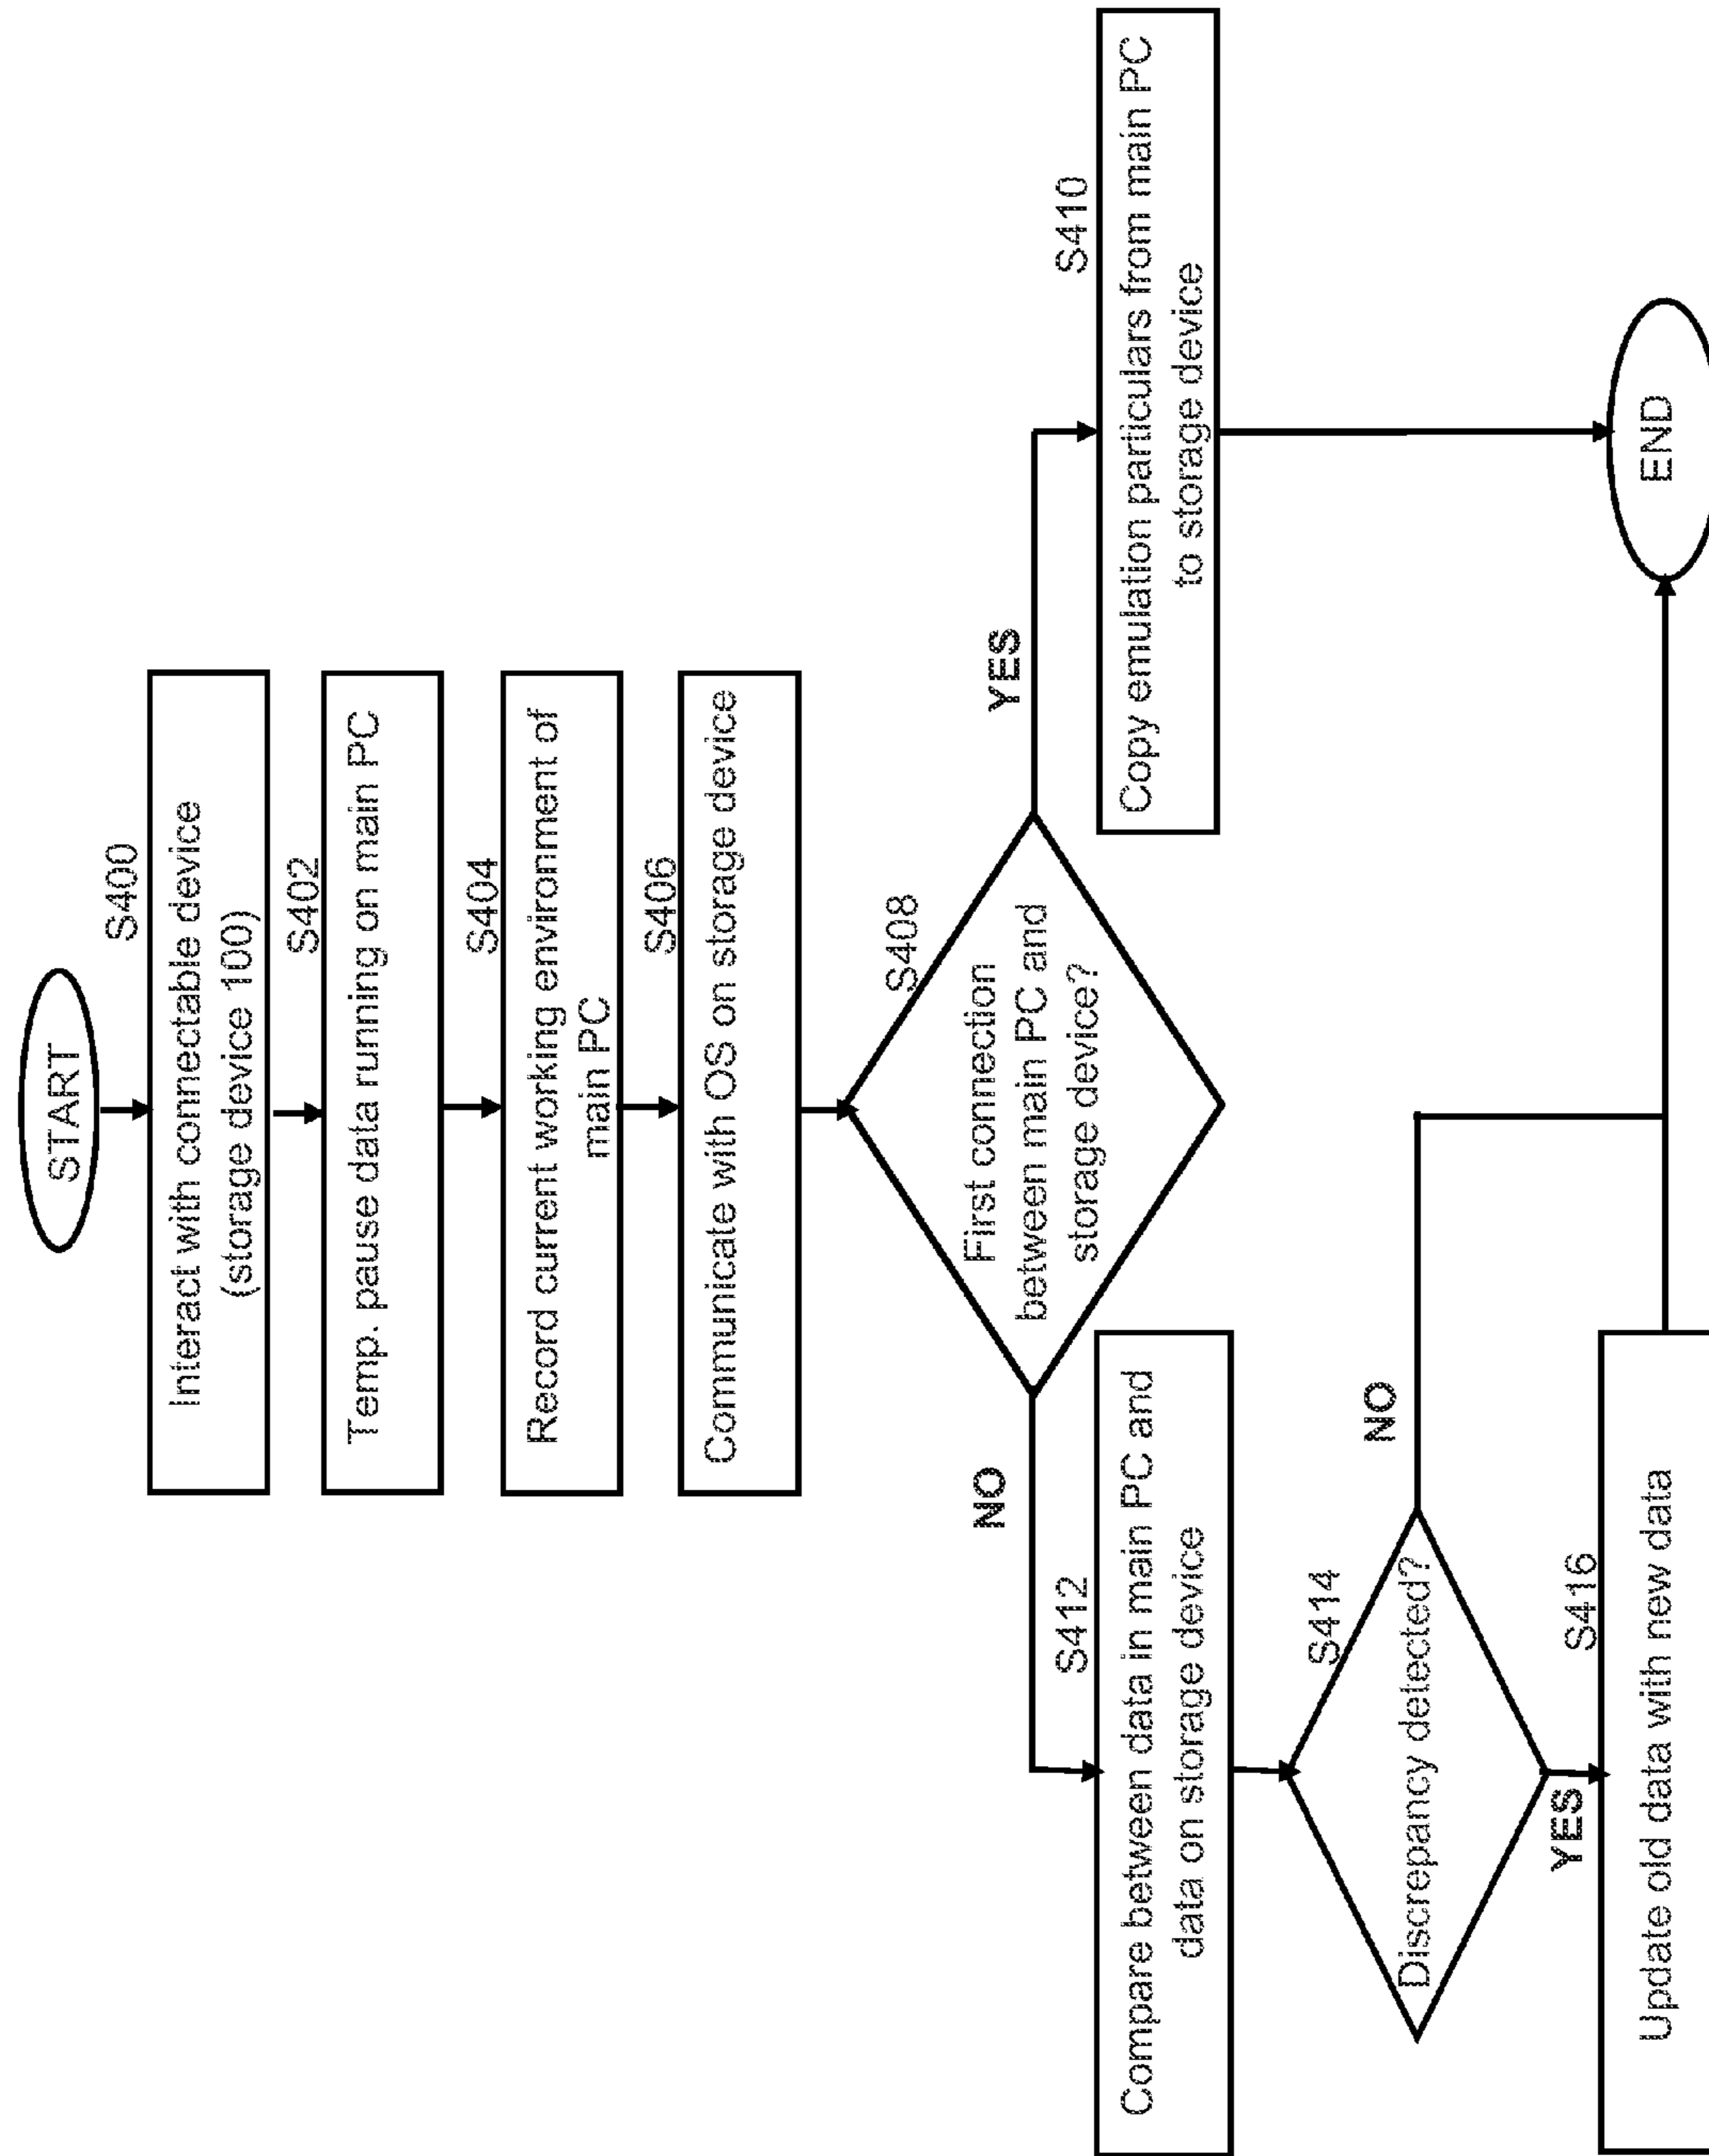 START
S400
Interact with connectable device
(storage device 100)
S402
Temp. pause data running on main PC
S404
Record current working environment of
main PC
S406
Communicate with OS on storage device
S408
First connection
between main PC and
storage device?
NO
YES
S412
Compare between data in main PC and
data on storage device
S410
Copy emulation particulars from main PC
to storage device
S414
Discrepancy detected?
NO
YES
S416
Update old data with new data
END